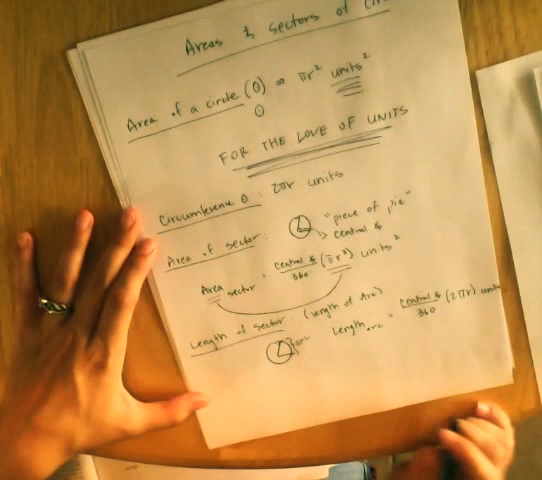 Areas & sectors of
Area of a circle (O) ⇒ πr² units²
FOR THE LOVE OF UNITS
Circumference O : 2πr units
Area of sector: "piece of pie"
central ∡
Area sector = central ∡/360 (πr²) units²
Length of sector: (length of Arc) Length arc = central ∡/360 (2πr) units
arc